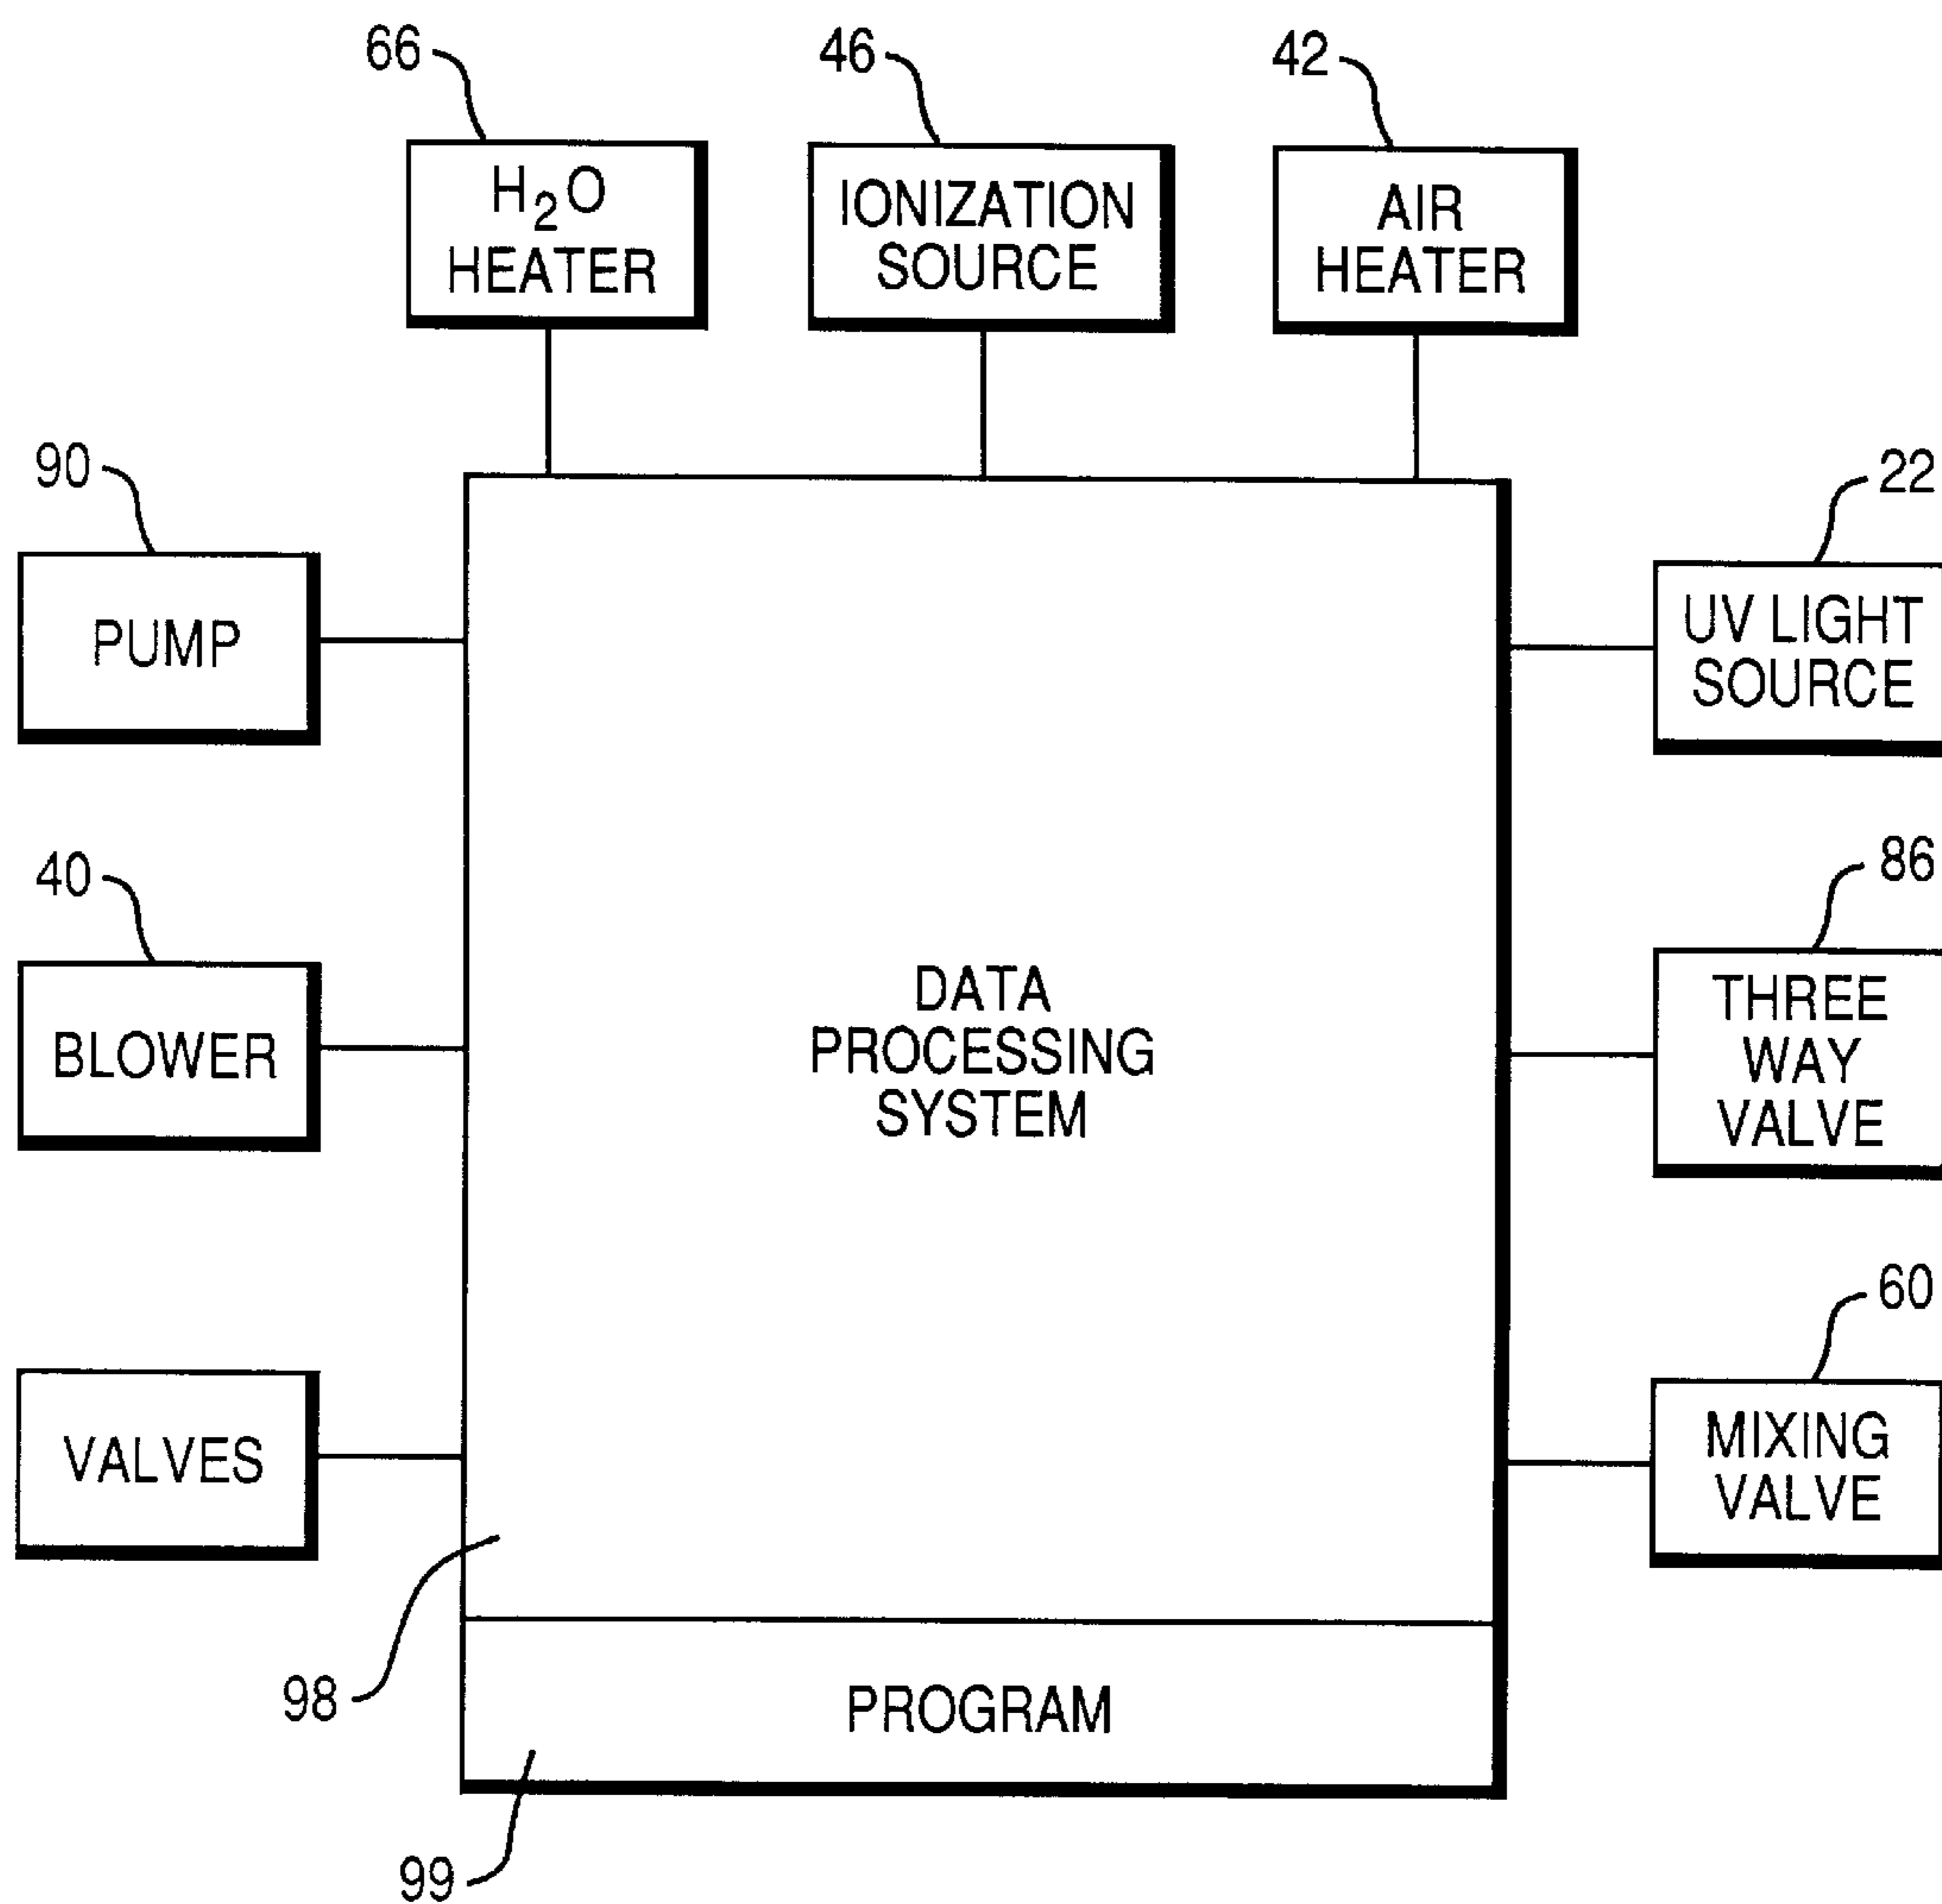 66
46
42
H2O
HEATER
IONIZATION
SOURCE
AIR
HEATER
90
22
PUMP
UV LIGHT
SOURCE
40
86
BLOWER
DATA
PROCESSING
SYSTEM
THREE
WAY
VALVE
60
VALVES
MIXING
VALVE
98
PROGRAM
99